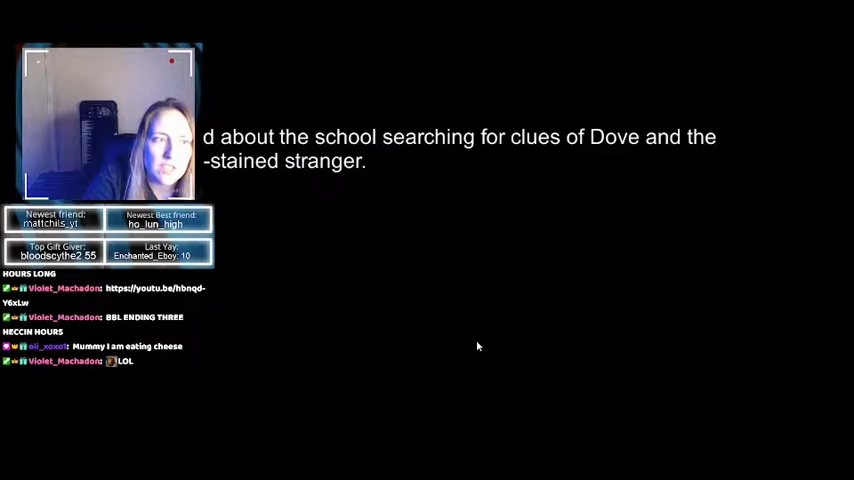 d about the school searching for clues of Dove and the
-stained stranger.
Newest friend:
mattchils_yt
Newest Best friend:
ho_lun_high
Top Gift Giver:
bloodscythe2 55
Last Yay:
Enchanted_Eboy: 10
HOURS LONG
Violet_Machadon: https://youtu.be/hbnqd-
Y6xLw
Violet_Machadon: BBL ENDING THREE
HECCIN HOURS
oli_xoxo1: Mummy I am eating cheese
Violet_Machadon: LOL